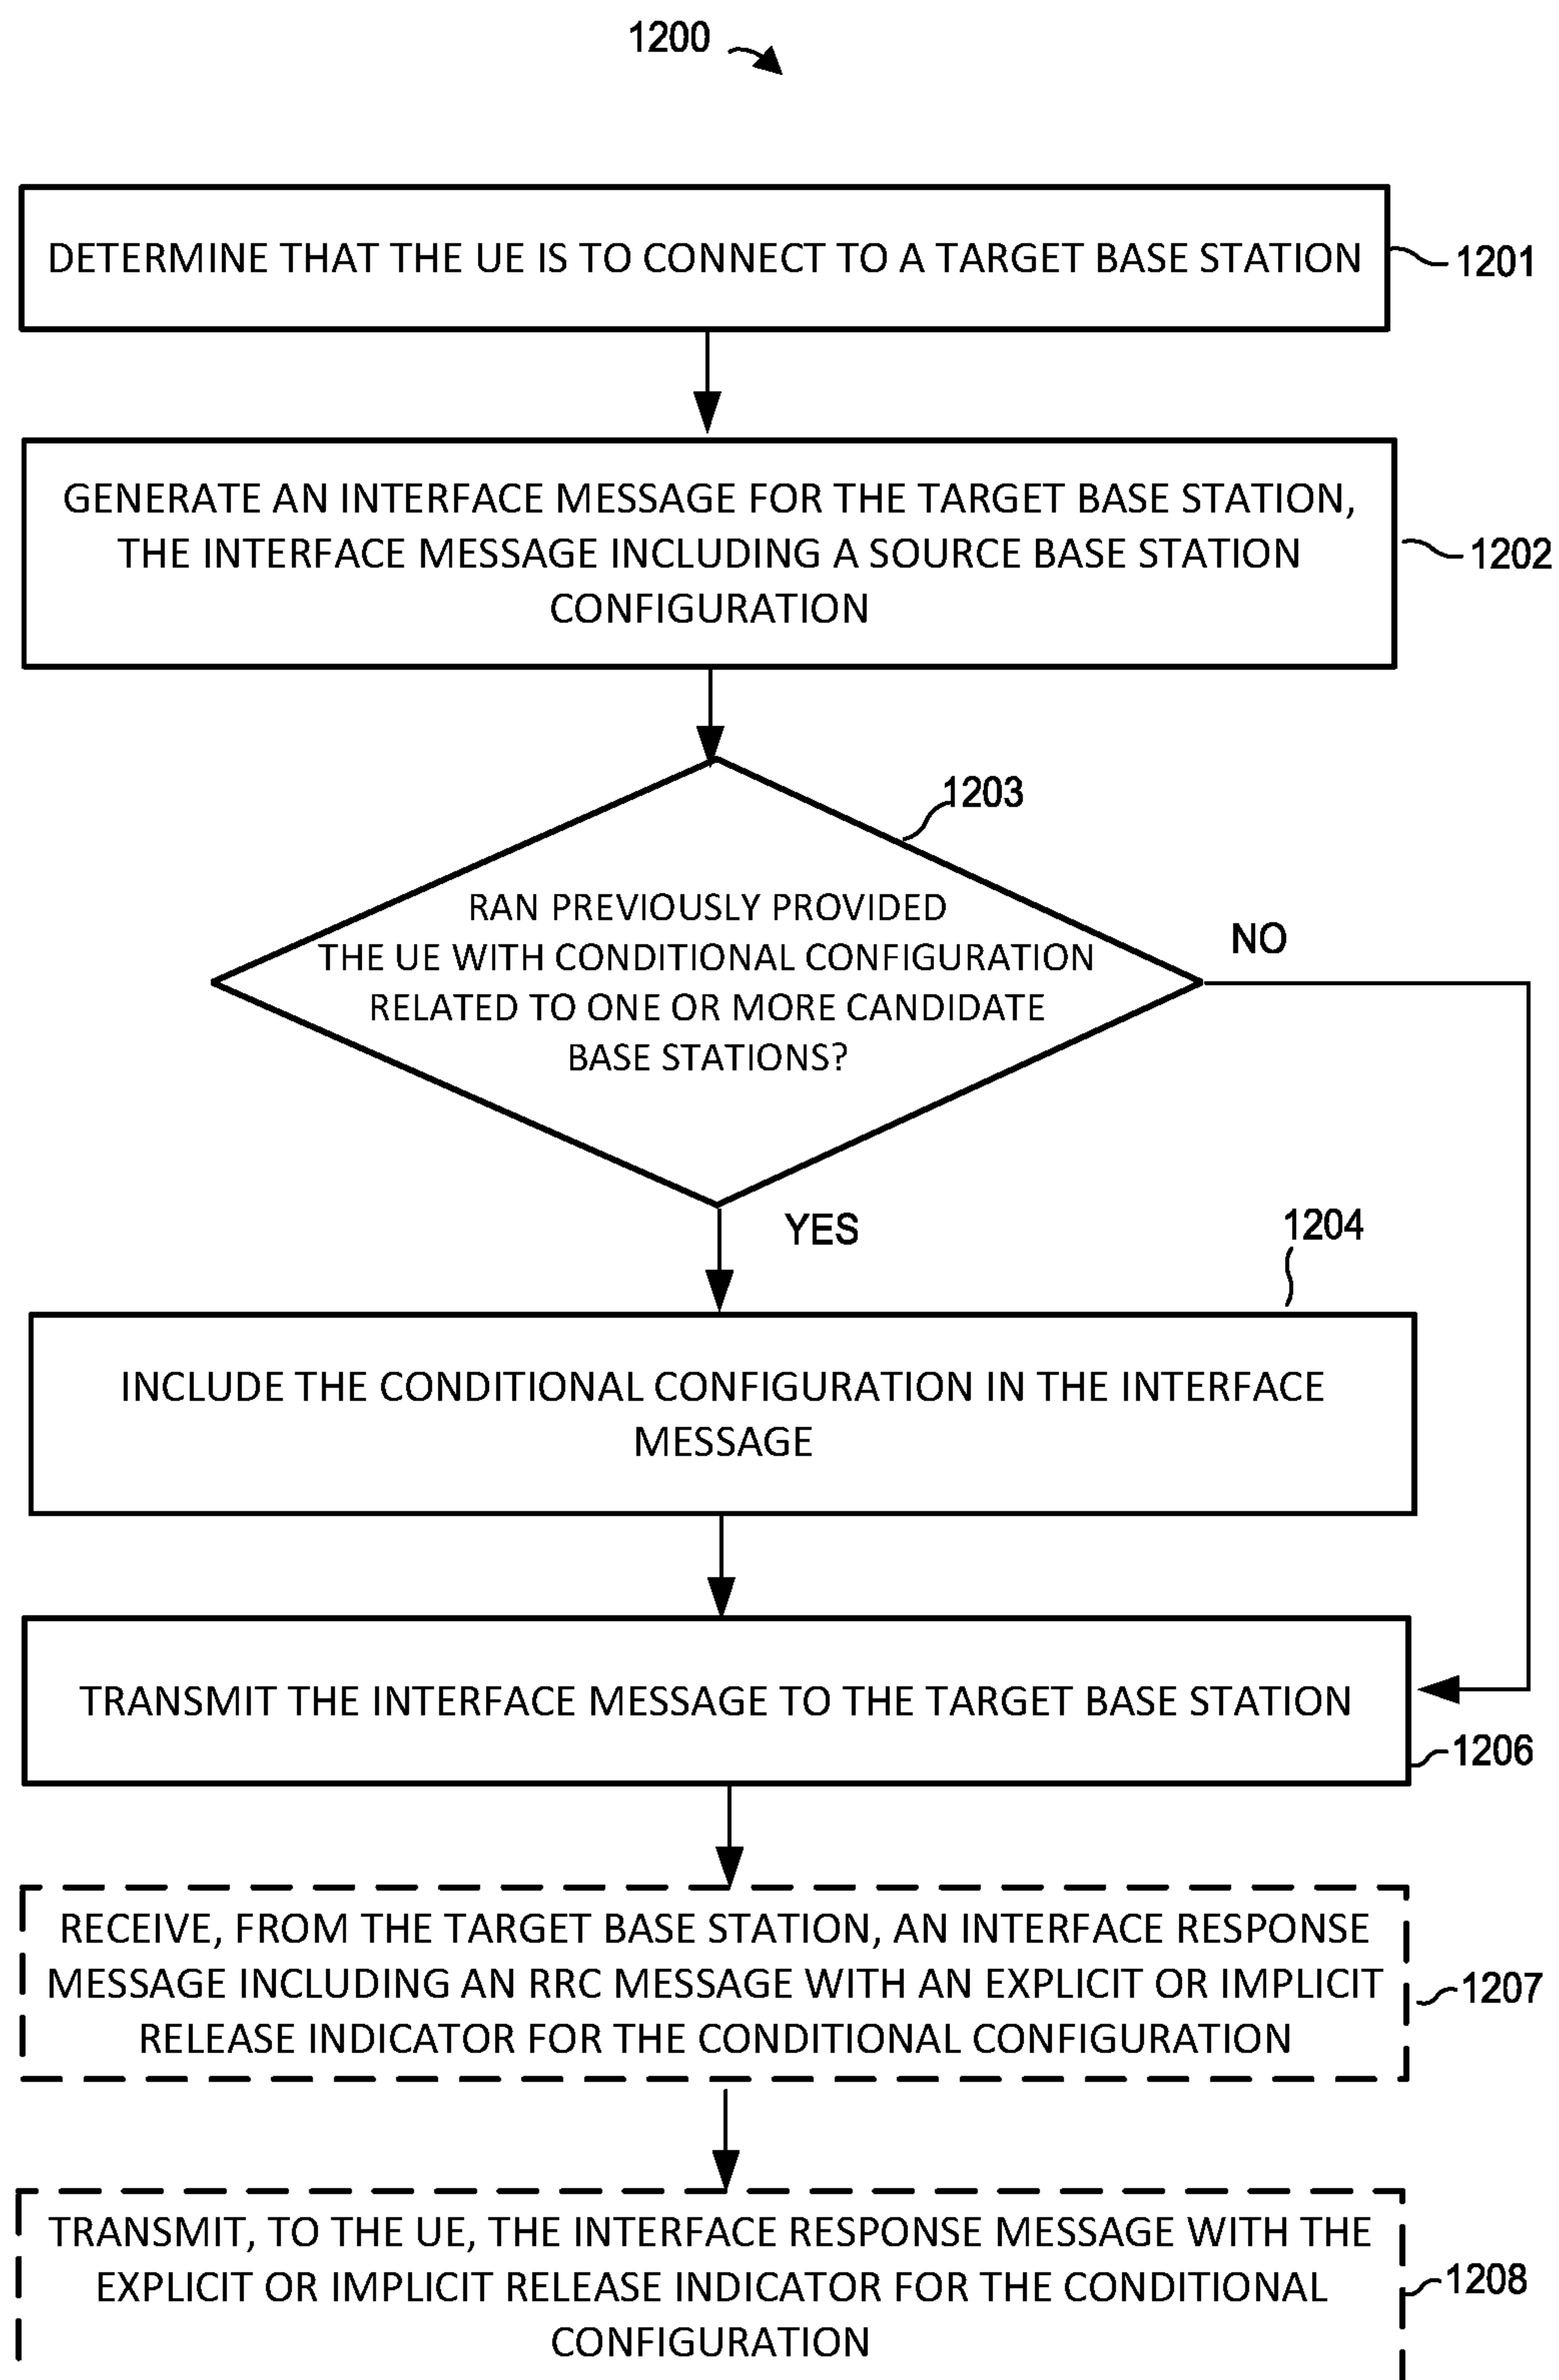 1200
DETERMINE THAT THE UE IS TO CONNECT TO A TARGET BASE STATION
1201
GENERATE AN INTERFACE MESSAGE FOR THE TARGET BASE STATION,
THE INTERFACE MESSAGE INCLUDING A SOURCE BASE STATION
CONFIGURATION
1202
1203
RAN PREVIOUSLY PROVIDED
THE UE WITH CONDITIONAL CONFIGURATION
RELATED TO ONE OR MORE CANDIDATE
BASE STATIONS?
NO
YES
1204
INCLUDE THE CONDITIONAL CONFIGURATION IN THE INTERFACE
MESSAGE
TRANSMIT THE INTERFACE MESSAGE TO THE TARGET BASE STATION
1206
RECEIVE, FROM THE TARGET BASE STATION, AN INTERFACE RESPONSE
MESSAGE INCLUDING AN RRC MESSAGE WITH AN EXPLICIT OR IMPLICIT
RELEASE INDICATOR FOR THE CONDITIONAL CONFIGURATION
1207
TRANSMIT, TO THE UE, THE INTERFACE RESPONSE MESSAGE WITH THE
EXPLICIT OR IMPLICIT RELEASE INDICATOR FOR THE CONDITIONAL
CONFIGURATION
1208